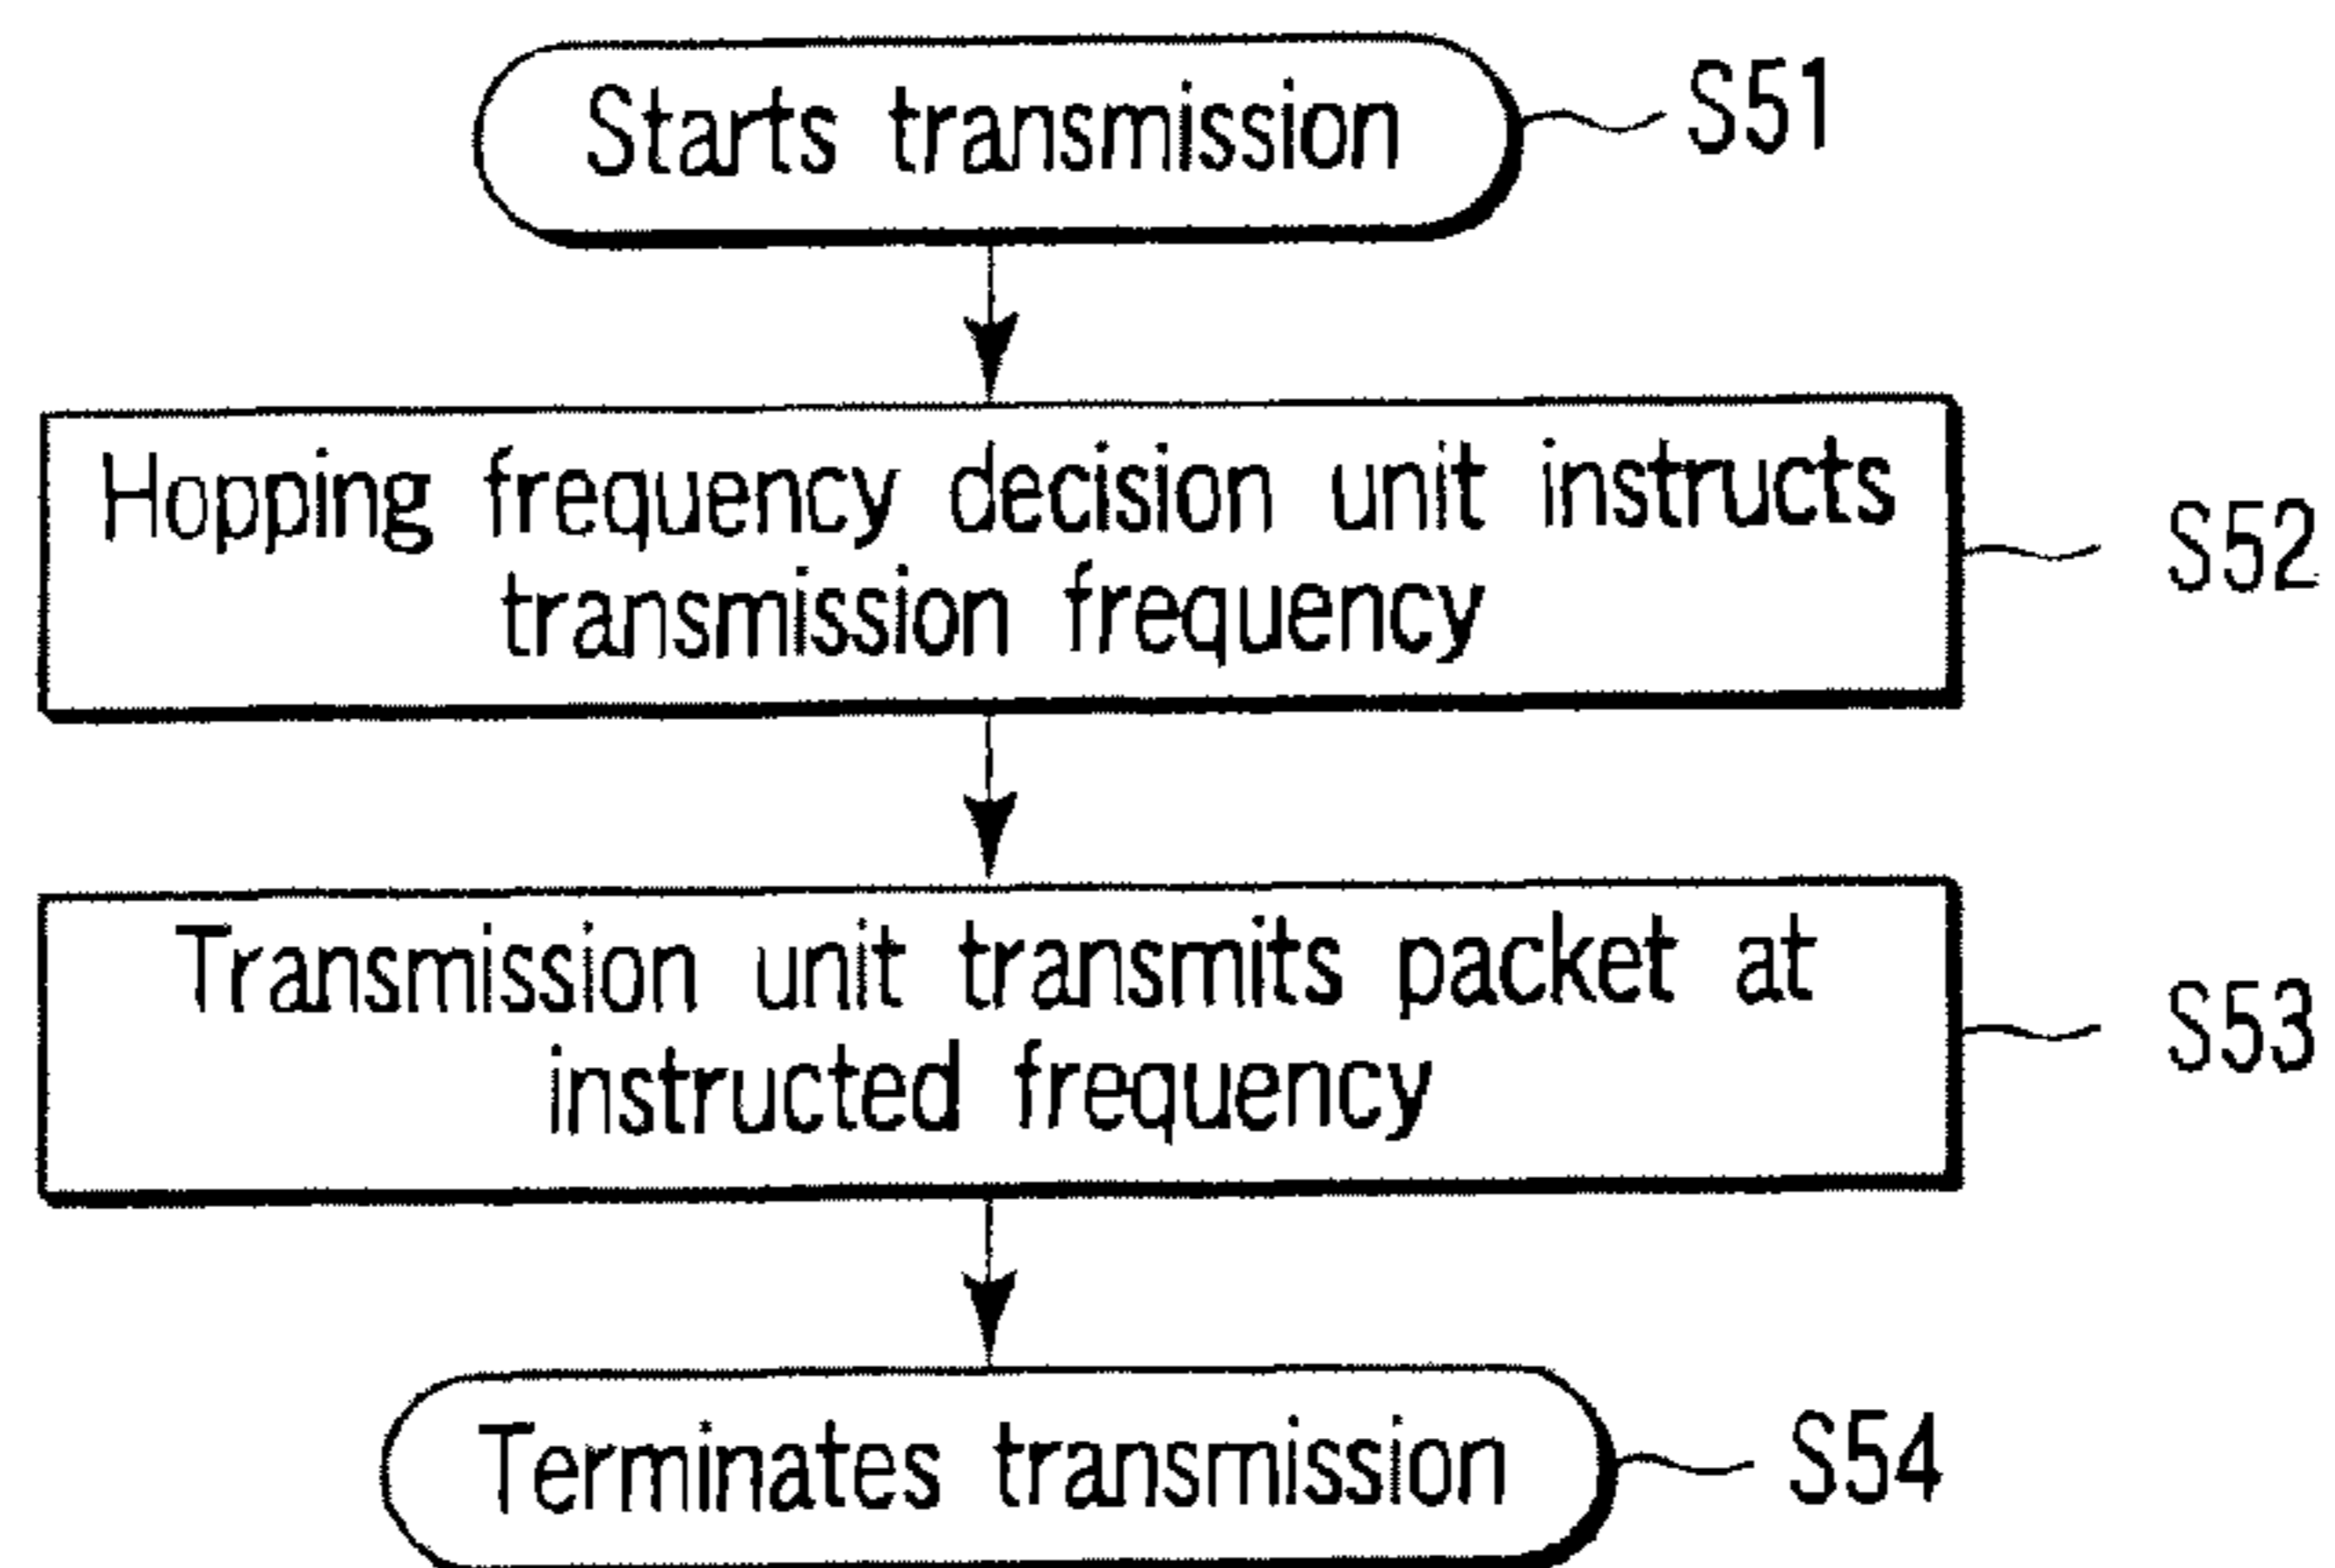 Starts transmission
S51
Hopping frequency decision unit instructs
transmission frequency
S52
Transmission unit transmits packet at
instructed frequency
S53
Terminates transmission
S54